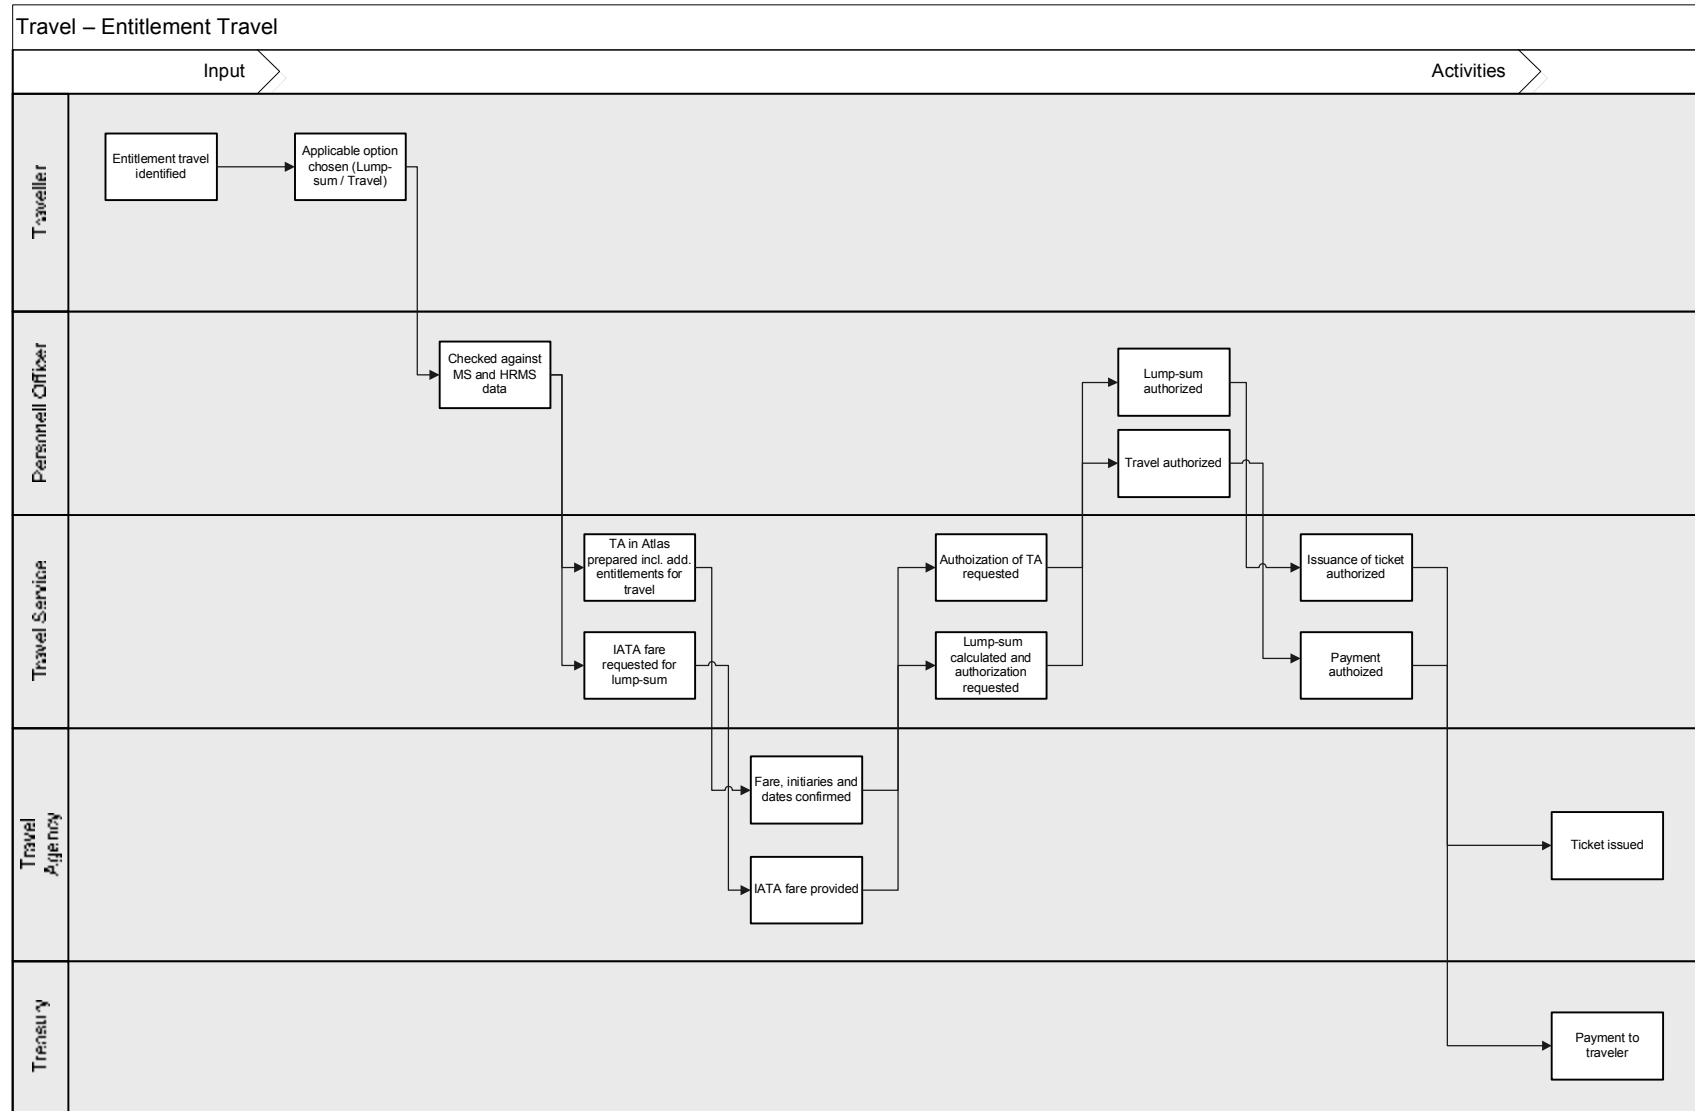 Travel – Entitlement Travel
Input
Activities
Traveller
Entitlement travel
identified
Applicable option
chosen (Lump-
sum / Travel)
Personnell Officer
Checked against
MS and HRMS
data
Lump-sum
authorized
Travel authorized
Travel Service
TA in Atlas
prepared incl. add.
entitlements for
travel
IATA fare
requested for
lump-sum
Authoization of TA
requested
Lump-sum
calculated and
authorization
requested
Issuance of ticket
authorized
Payment
authoized
Travel
Agency
Fare, initiaries and
dates confirmed
IATA fare provided
Ticket issued
Treasury
Payment to
traveler